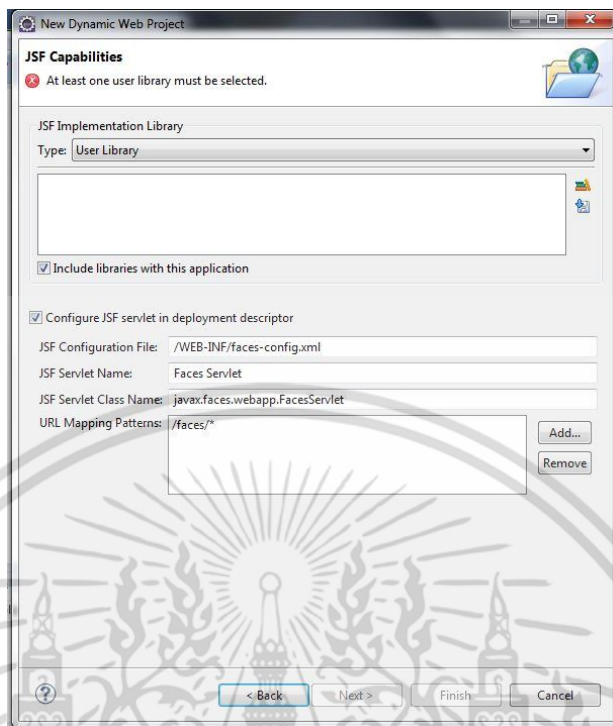 New Dynamic Web Project
JSF Capabilities
At least one user library must be selected.
JSF Implementation Library
Type: User Library
Include libraries with this application
Configure JSF servlet in deployment descriptor
JSF Configuration File: /WEB-INF/faces-config.xml
JSF Servlet Name: Faces Servlet
JSF Servlet Class Name: javax.faces.webapp.FacesServlet
URL Mapping Patterns: /faces/*
Add...
Remove
?
< Back Next > Finish Cancel